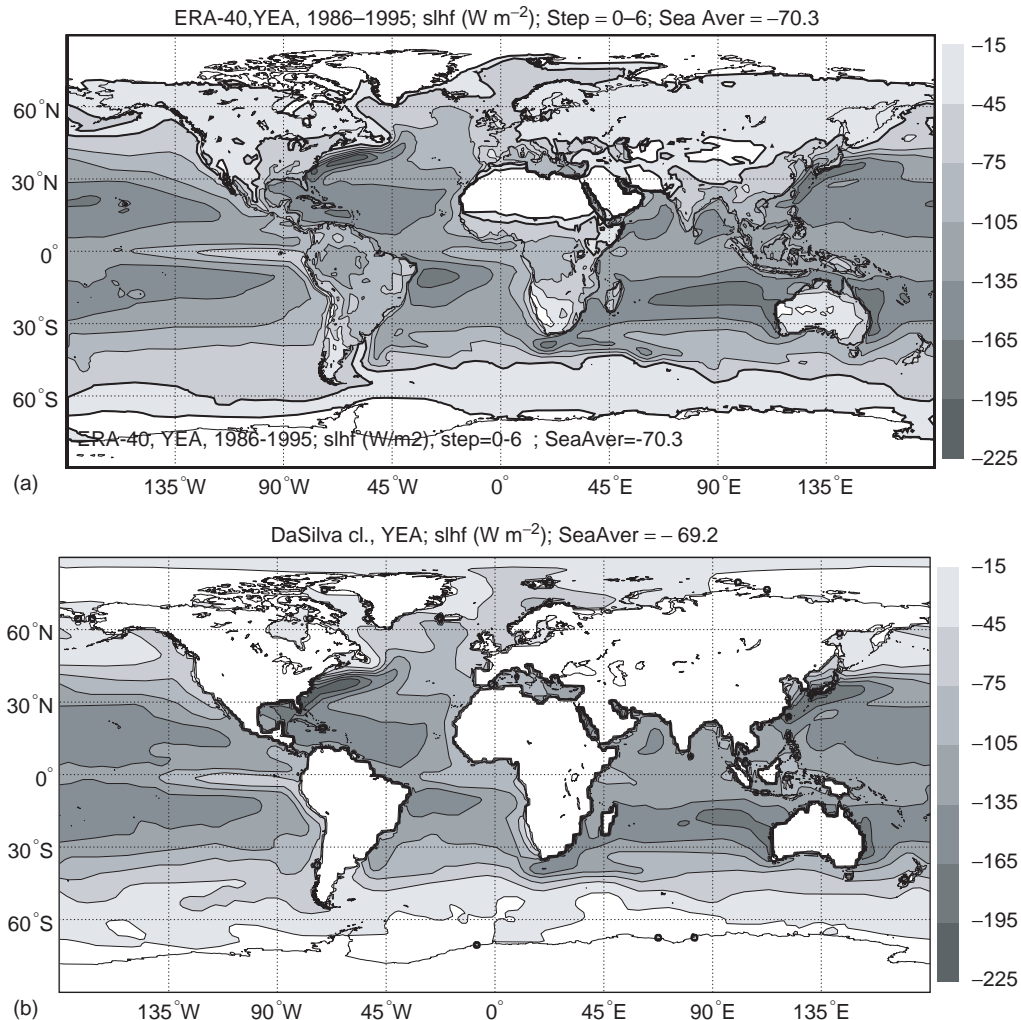 ERA-40,YEA, 1986–1995; slhf (W m⁻²); Step = 0–6; Sea Aver = −70.3
60°N
30°N
0°
30°S
60°S
ERA-40, YEA, 1986-1995; slhf (W/m2), step=0-6 ; SeaAver=-70.3
(a)
135°W
90°W
45°W
0°
45°E
90°E
135°E
−15
−45
−75
−105
−135
−165
−195
−225
DaSilva cl., YEA; slhf (W m⁻²); SeaAver = − 69.2
60°N
30°N
0°
30°S
60°S
(b)
135°W
90°W
45°W
0°
45°E
90°E
135°E
−15
−45
−75
−105
−135
−165
−195
−225